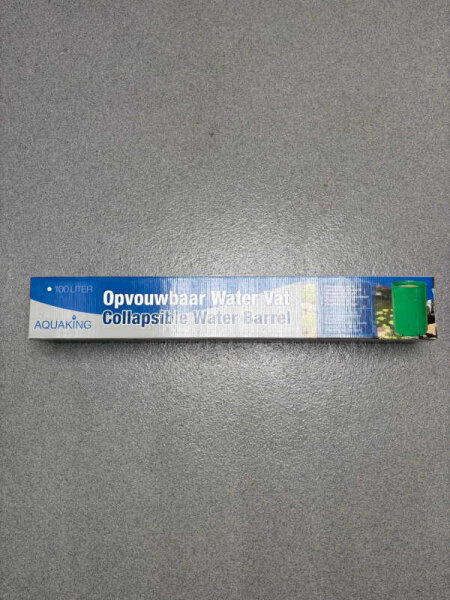 100 LITER
Opvouwbaar Water Vat
Collapsible Water Barrel
AQUAKING